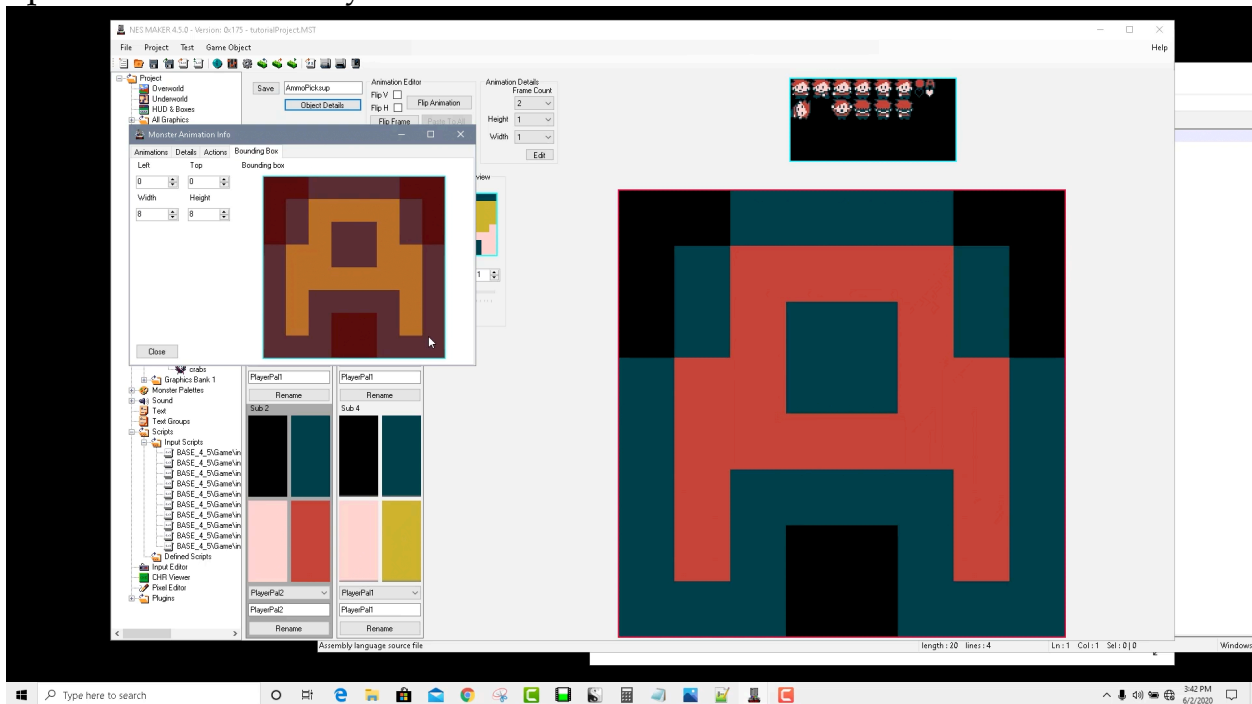 NES MAKER 4.5.0 - Version: 0x175 - tutorialProject.MST
File Project Test Game Object Help
Project
Overworld
Underworld
HUD & Boxes
All Graphics
Save AmmoPickup
Object Details
Animation Editor
Flip V
Flip H
Flip Animation
Flip Frame Paste To All
Animation Details
Frame Count
2
Height 1
Width 1
Edit
Monster Animation Info
Animations Details Actions Bounding Box
Left Top Bounding box
0 0
Width Height
8 8
Close
view
1
crabs
Graphics Bank 1
Monster Palettes
Sound
Text
Text Groups
Scripts
Input Scripts
BASE_4_5\Game\in
BASE_4_5\Game\in
BASE_4_5\Game\in
BASE_4_5\Game\in
BASE_4_5\Game\in
BASE_4_5\Game\in
BASE_4_5\Game\in
BASE_4_5\Game\in
BASE_4_5\Game\in
BASE_4_5\Game\in
Defined Scripts
Input Editor
CHR Viewer
Pixel Editor
Plugins
PlayerPal1 PlayerPal1
Rename Rename
Sub 2 Sub 4
PlayerPal2 PlayerPal1
PlayerPal2 PlayerPal1
Rename Rename
Assembly language source file length : 20 lines : 4 Ln : 1 Col : 1 Sel : 0 | 0 Windows
Type here to search
3:42 PM
6/2/2020